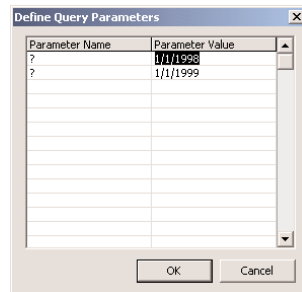 Define Query Parameters
Parameter Name Parameter Value
? 1/1/1998
? 1/1/1999
OK Cancel